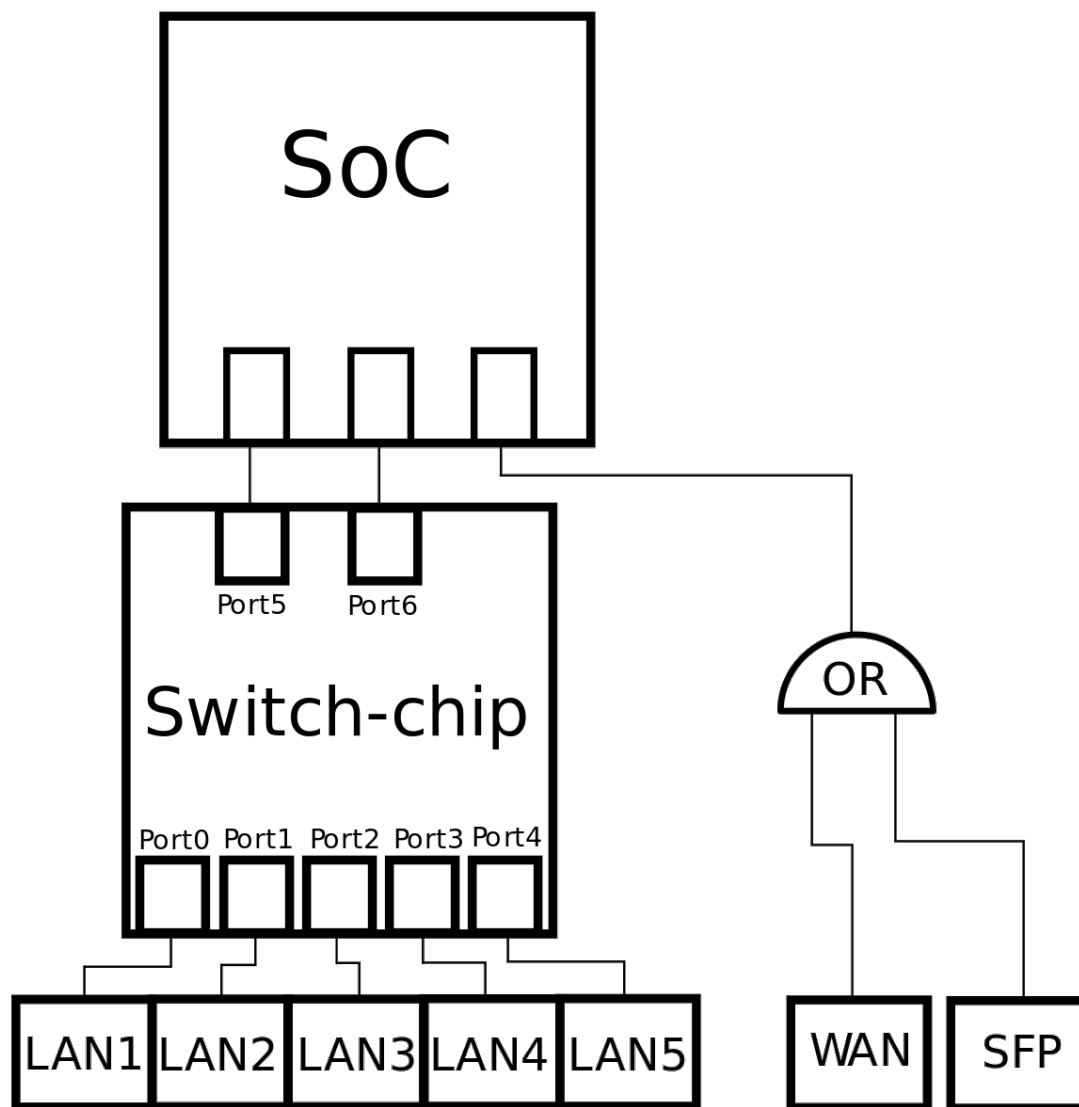 SoC
Port5 Port6
OR
Switch-chip
Port0 Port1 Port2 Port3 Port4
LAN1 LAN2 LAN3 LAN4 LAN5 WAN SFP